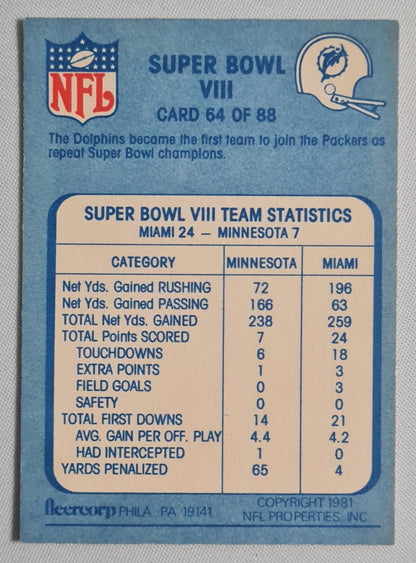 NFL
SUPER BOWL
VIII
CARD 64 OF 88
The Dolphins became the first team to join the Packers as
repeat Super Bowl champions.
SUPER BOWL VIII TEAM STATISTICS
MIAMI 24 — MINNESOTA 7
CATEGORY MINNESOTA MIAMI
Net Yds. Gained RUSHING 72 196
Net Yds. Gained PASSING 166 63
TOTAL Net Yds. GAINED 238 259
TOTAL Points SCORED 7 24
TOUCHDOWNS 6 18
EXTRA POINTS 1 3
FIELD GOALS 0 3
SAFETY 0 0
TOTAL FIRST DOWNS 14 21
AVG. GAIN PER OFF. PLAY 4.4 4.2
HAD INTERCEPTED 1 0
YARDS PENALIZED 65 4
fleercorp PHILA., PA 19141
COPYRIGHT 1981
NFL PROPERTIES, INC.